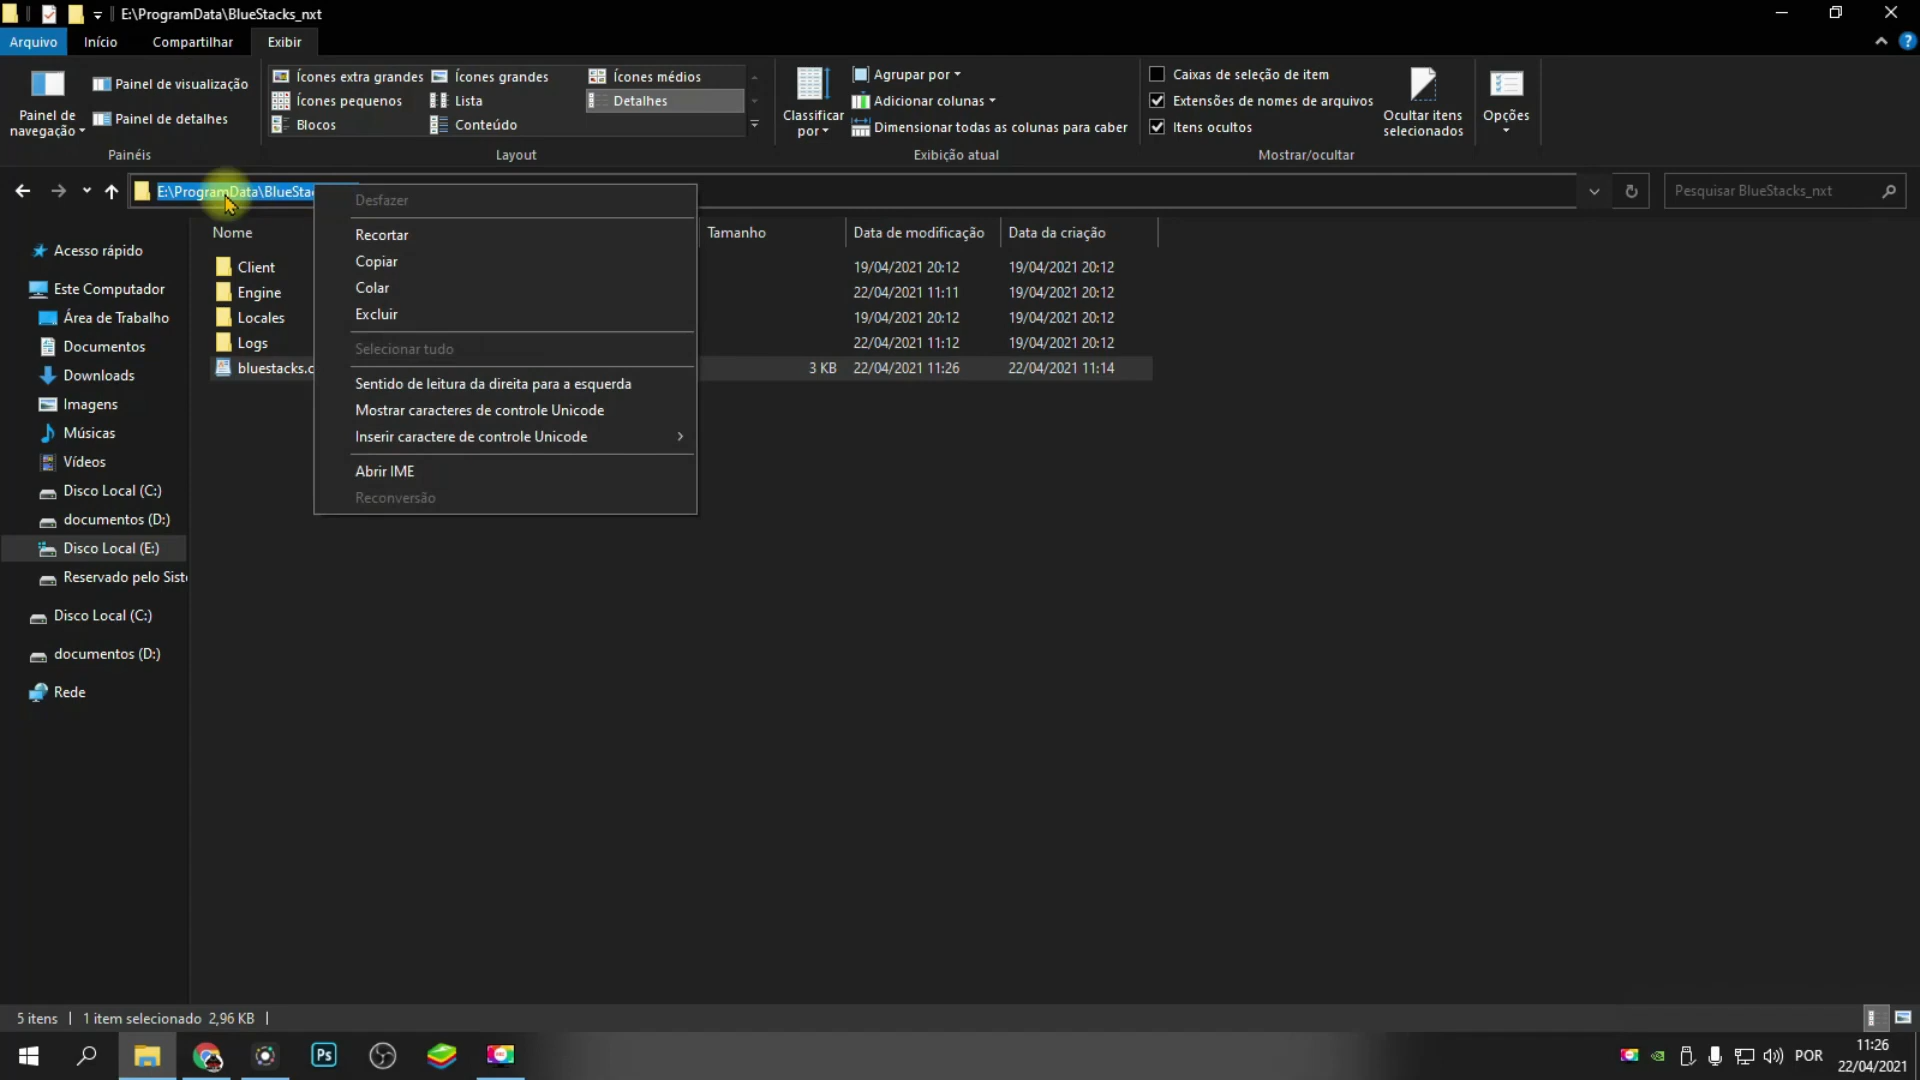 E:\ProgramData\BlueStacks_nxt
Arquivo Início Compartilhar Exibir
Painel de navegação
Painel de visualização
Painel de detalhes
Painéis
Ícones extra grandes Ícones grandes Ícones médios
Ícones pequenos Lista Detalhes
Blocos Conteúdo
Layout
Classificar por
Agrupar por
Adicionar colunas
Dimensionar todas as colunas para caber
Exibição atual
Caixas de seleção de item
Extensões de nomes de arquivos
Itens ocultos
Ocultar itens selecionados
Mostrar/ocultar
Opções
E:\ProgramData\BlueSta
Pesquisar BlueStacks_nxt
Acesso rápido
Este Computador
Área de Trabalho
Documentos
Downloads
Imagens
Músicas
Vídeos
Disco Local (C:)
documentos (D:)
Disco Local (E:)
Reservado pelo Siste
Disco Local (C:)
documentos (D:)
Rede
Nome Tamanho Data de modificação Data da criação
Client 19/04/2021 20:12 19/04/2021 20:12
Engine 22/04/2021 11:11 19/04/2021 20:12
Locales 19/04/2021 20:12 19/04/2021 20:12
Logs 22/04/2021 11:12 19/04/2021 20:12
bluestacks.c 3 KB 22/04/2021 11:26 22/04/2021 11:14
Desfazer
Recortar
Copiar
Colar
Excluir
Selecionar tudo
Sentido de leitura da direita para a esquerda
Mostrar caracteres de controle Unicode
Inserir caractere de controle Unicode
Abrir IME
Reconversão
5 itens 1 item selecionado 2,96 KB
Ps
POR
11:26
22/04/2021